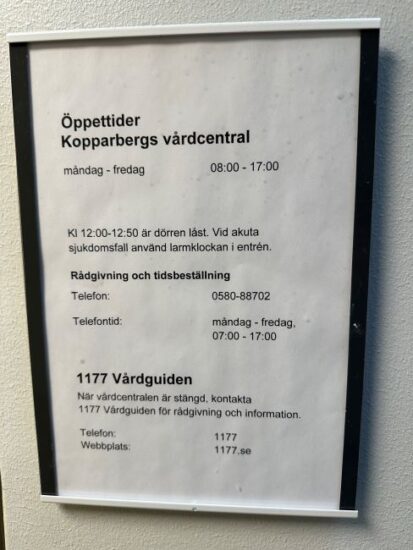 Öppettider
Kopparbergs vårdcentral
måndag - fredag 08:00 - 17:00
Kl 12:00-12:50 är dörren låst. Vid akuta
sjukdomsfall använd larmklockan i entrén.
Rådgivning och tidsbeställning
Telefon: 0580-88702
Telefontid: måndag - fredag,
07:00 - 17:00
1177 Vårdguiden
När vårdcentralen är stängd, kontakta
1177 Vårdguiden för rådgivning och information.
Telefon: 1177
Webbplats: 1177.se